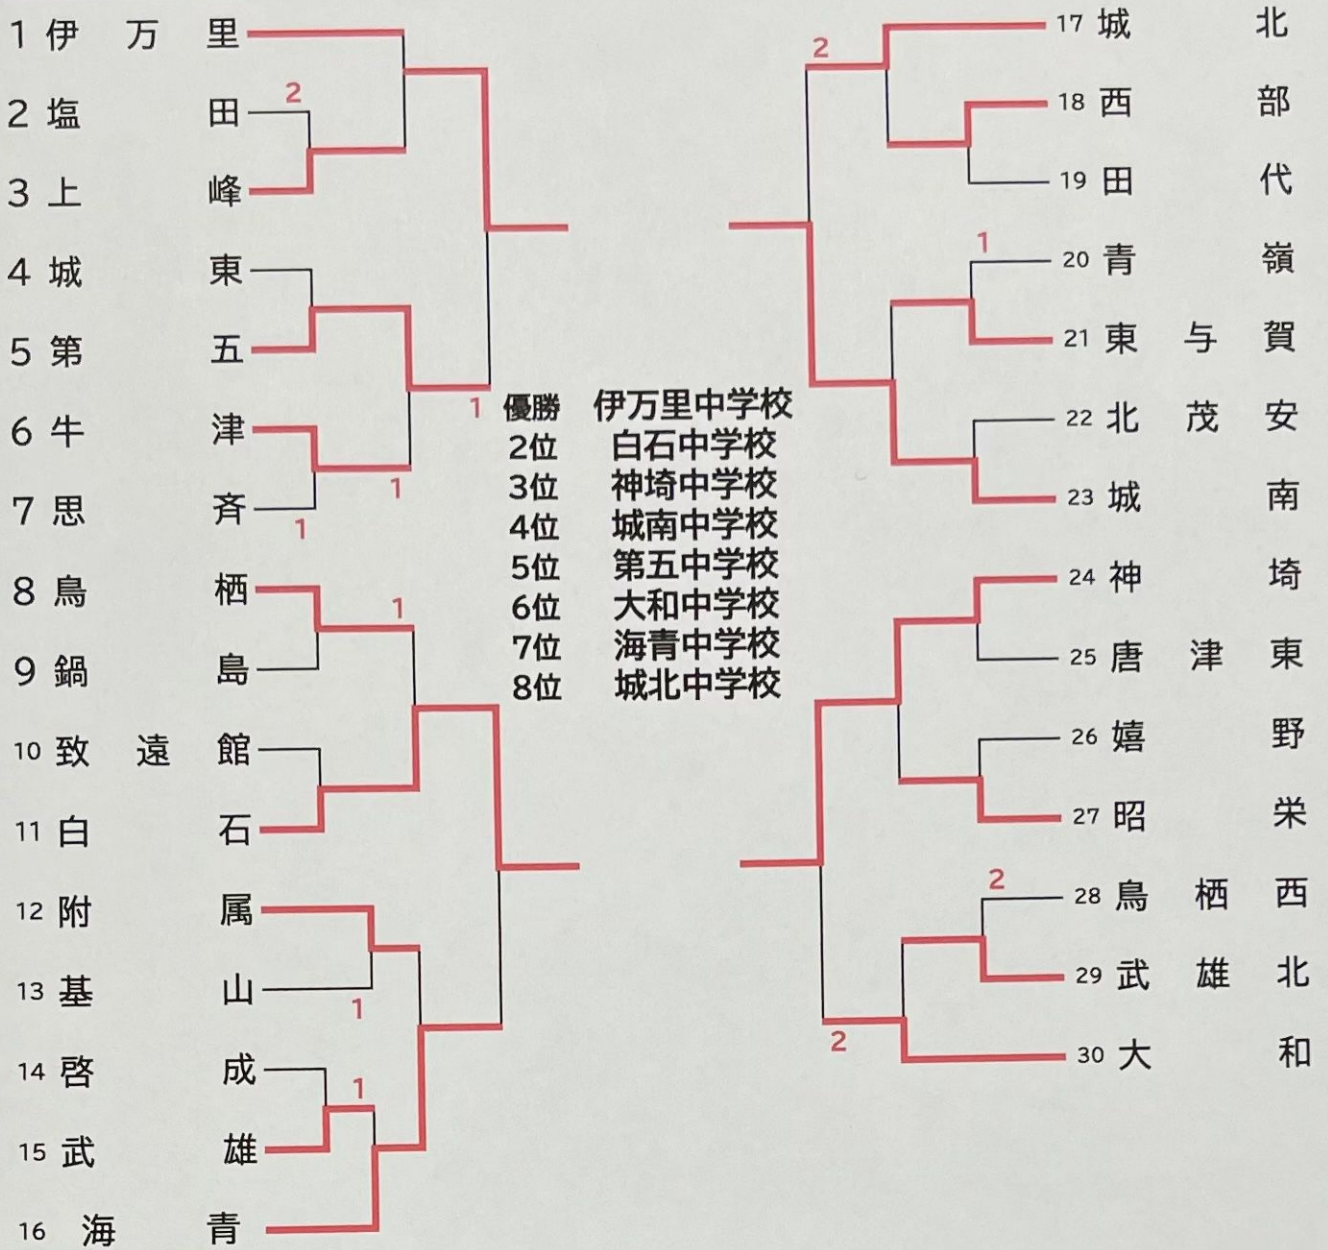 1 伊万里
2 塩田
2
3 上峰
4 城東
5 第五
6 牛津
7 思斉
8 鳥栖
9 鍋島
10 致遠館
11 白石
12 附属
13 基山
14 啓成
15 武雄
16 海青
1
1
1
1
1
1
優勝 伊万里中学校
2位 白石中学校
3位 神埼中学校
4位 城南中学校
5位 第五中学校
6位 大和中学校
7位 海青中学校
8位 城北中学校
2
17 城北
18 西部
19 田代
1
20 青嶺
21 東与賀
22 北茂安
23 城南
24 神埼
25 唐津東
26 嬉野
27 昭栄
2
28 鳥栖西
29 武雄北
2
30 大和